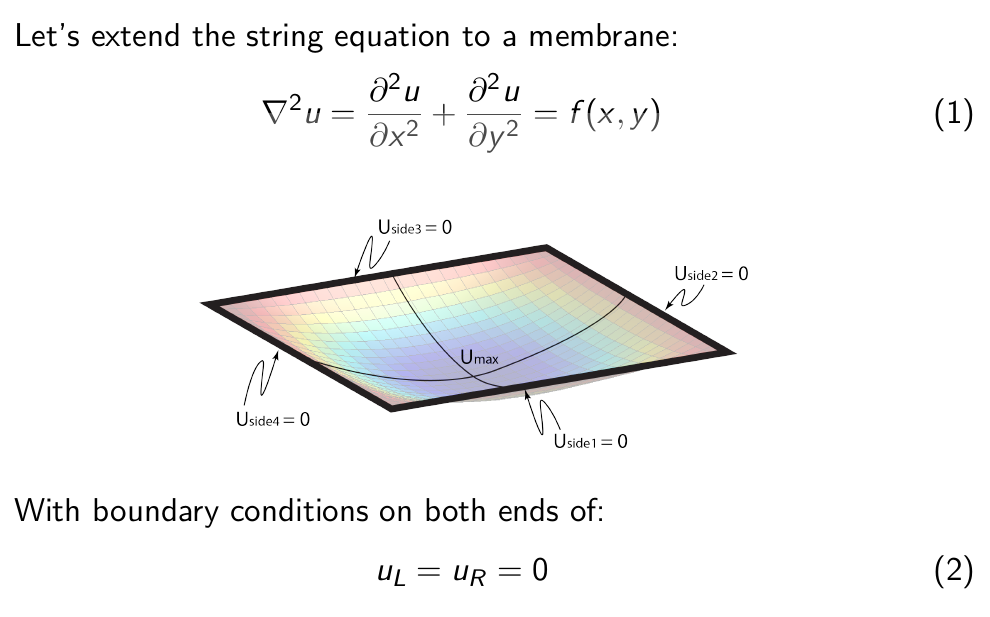 Let's extend the string equation to a membrane:
∇²u = ∂²u/∂x² + ∂²u/∂y² = f(x, y) (1)
Uside3 = 0
Uside2 = 0
Umax
Uside4 = 0
Uside1 = 0
With boundary conditions on both ends of:
u_L = u_R = 0 (2)